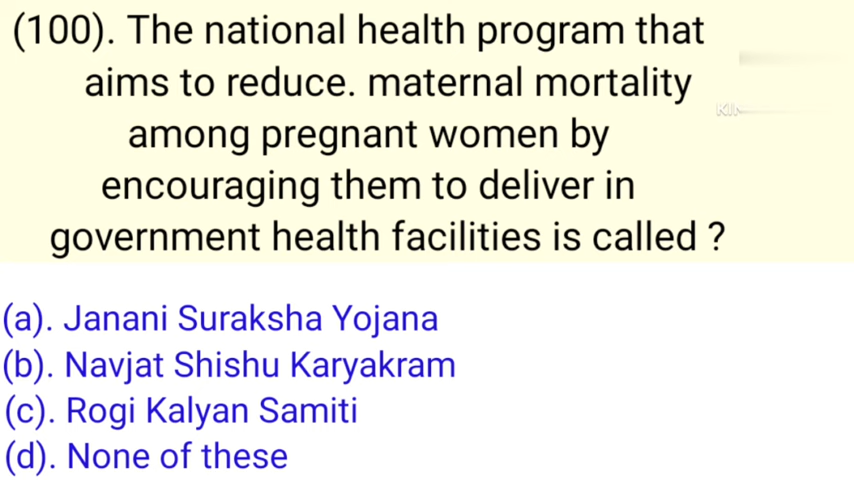 (100). The national health program that
aims to reduce. maternal mortality
among pregnant women by
encouraging them to deliver in
government health facilities is called ?
(a). Janani Suraksha Yojana
(b). Navjat Shishu Karyakram
(c). Rogi Kalyan Samiti
(d). None of these